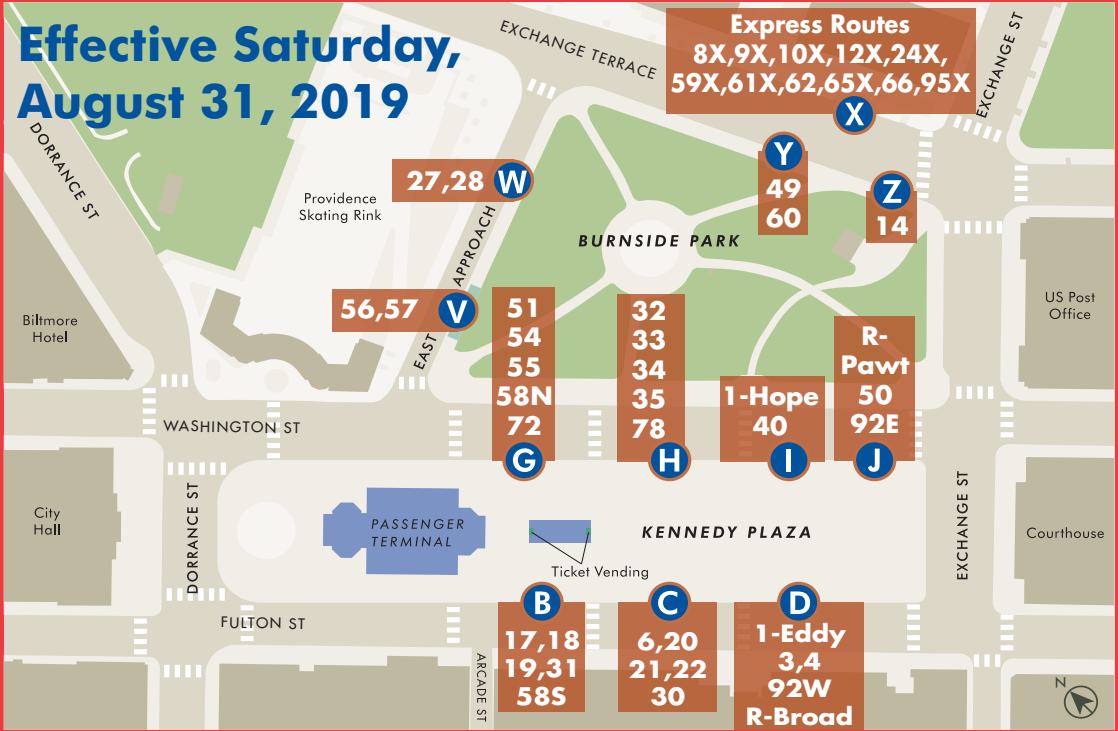 Effective Saturday,
August 31, 2019
EXCHANGE TERRACE
Express Routes
8X,9X,10X,12X,24X,
59X,61X,62,65X,66,95X
X
EXCHANGE ST
DORRANCE ST
Providence
Skating Rink
27,28 W
Y
49
60
Z
14
BURNSIDE PARK
EAST APPROACH
56,57 V
Biltmore
Hotel
US Post
Office
51
54
55
58N
72
G
32
33
34
35
78
H
1-Hope
40
I
R-
Pawt
50
92E
J
WASHINGTON ST
City
Hall
DORRANCE ST
PASSENGER
TERMINAL
Ticket Vending
KENNEDY PLAZA
EXCHANGE ST
Courthouse
FULTON ST
B
17,18
19,31
58S
C
6,20
21,22
30
D
1-Eddy
3,4
92W
R-Broad
ARCADE ST
N